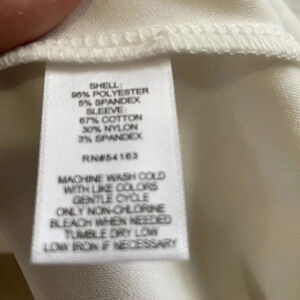 SHELL:
95% POLYESTER
5% SPANDEX
SLEEVE:
67% COTTON
30% NYLON
3% SPANDEX
RN#54163
MACHINE WASH COLD
WITH LIKE COLORS
GENTLE CYCLE
ONLY NON-CHLORINE
BLEACH WHEN NEEDED
TUMBLE DRY LOW
LOW IRON IF NECESSARY